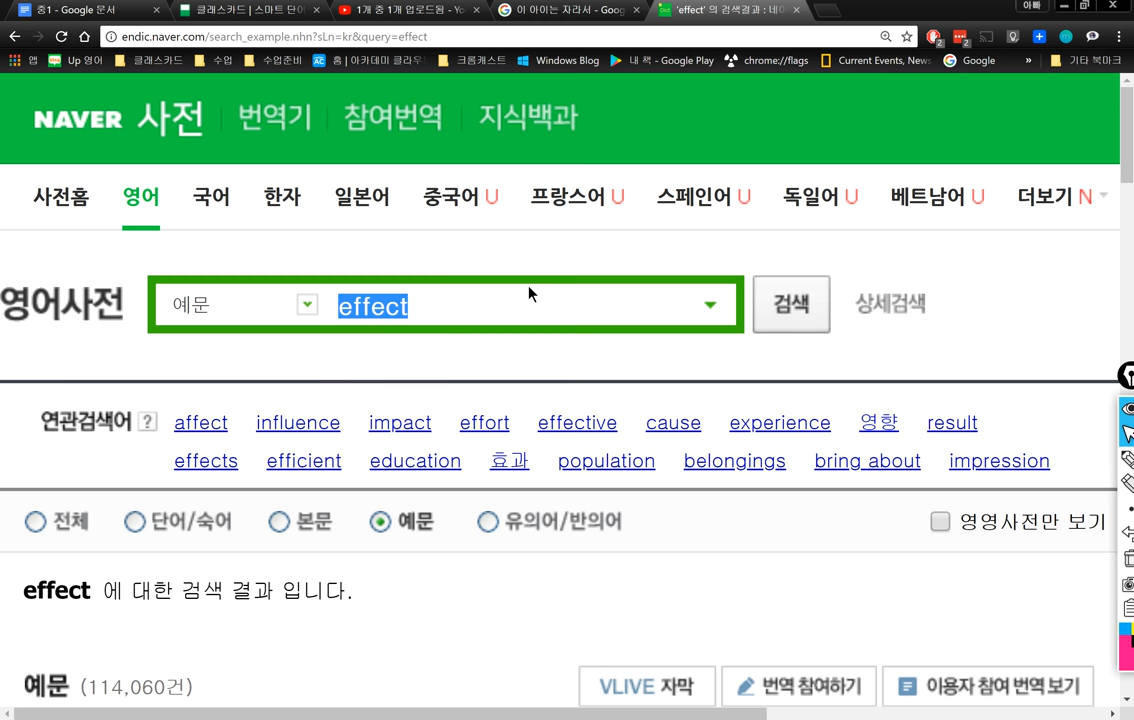 중1 - Google 문서 × 클래스카드 | 스마트 단어 × 1개 중 1개 업로드됨 - Yo × 이 아이는 자라서 - Goog × 'effect' 의 검색결과 : 네이 × 아빠
endic.naver.com/search_example.nhn?sLn=kr&query=effect
앱 Up 영어 클래스카드 수업 수업준비 홈 | 아카데미 클라우 크롬캐스트 Windows Blog 내 책 - Google Play chrome://flags Current Events, News Google » 기타 북마크
NAVER 사전 번역기 참여번역 지식백과
사전홈 영어 국어 한자 일본어 중국어 U 프랑스어 U 스페인어 U 독일어 U 베트남어 U 더보기 N
영어사전 예문 effect 검색 상세검색
연관검색어 ? affect influence impact effort effective cause experience 영향 result
effects efficient education 효과 population belongings bring about impression
전체 단어/숙어 본문 예문 유의어/반의어 영영사전만 보기
effect 에 대한 검색 결과 입니다.
예문 (114,060건) VLIVE 자막 번역 참여하기 이용자 참여 번역 보기